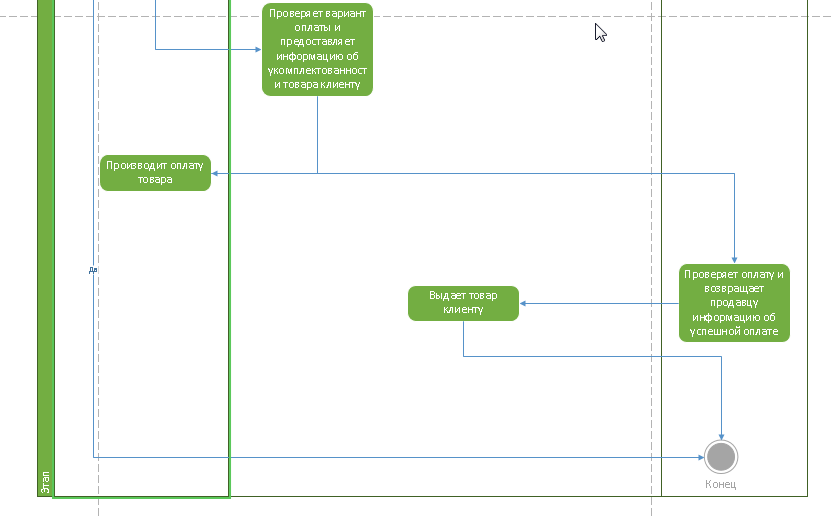 Проверяет вариант
оплаты и
предоставляет
информацию об
укомплектованност
и товара клиенту
Производит оплату
товара
Да
Проверяет оплату и
возвращает
продавцу
информацию об
успешной оплате
Выдает товар
клиенту
Этап
Конец